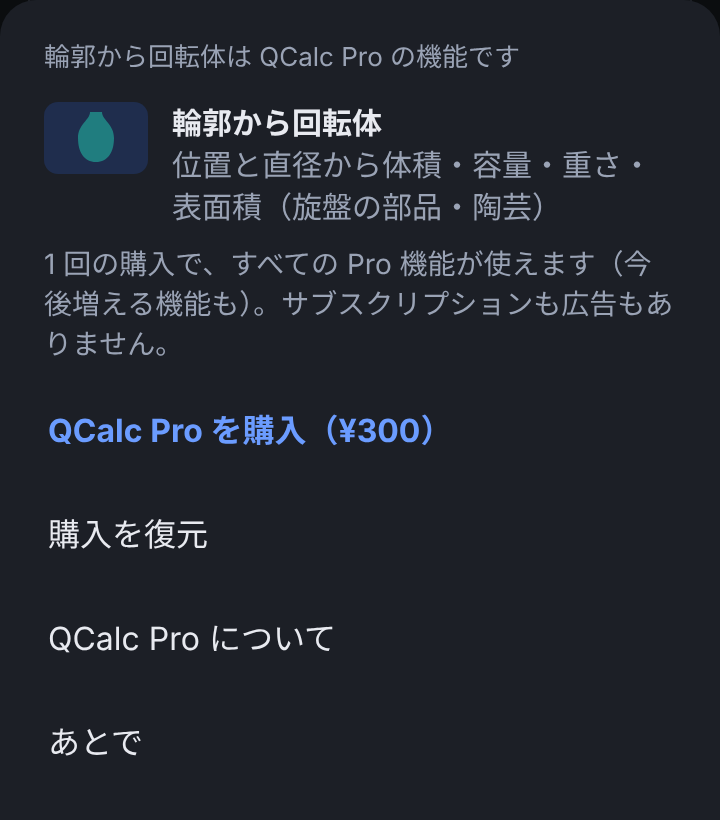 輪郭から回転体は QCalc Pro の機能です
輪郭から回転体
位置と直径から体積・容量・重さ・
表面積（旋盤の部品・陶芸）
1 回の購入で、すべての Pro 機能が使えます（今
後増える機能も）。サブスクリプションも広告もあ
りません。
QCalc Pro を購入（¥300）
購入を復元
QCalc Pro について
あとで